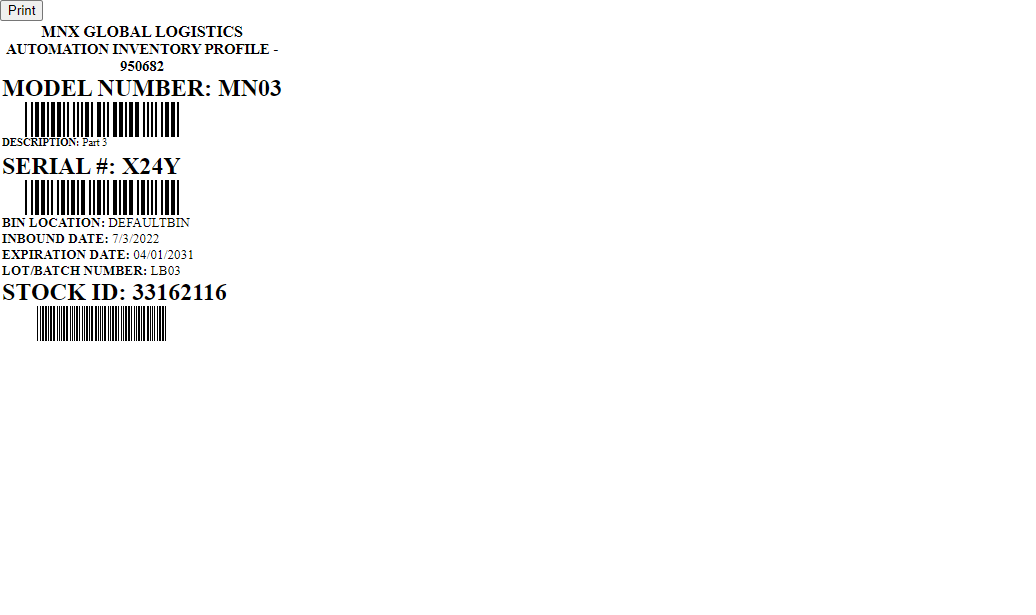 Print
MNX GLOBAL LOGISTICS
AUTOMATION INVENTORY PROFILE -
950682
MODEL NUMBER: MN03
DESCRIPTION: Part 3
SERIAL #: X24Y
BIN LOCATION: DEFAULTBIN
INBOUND DATE: 7/3/2022
EXPIRATION DATE: 04/01/2031
LOT/BATCH NUMBER: LB03
STOCK ID: 33162116